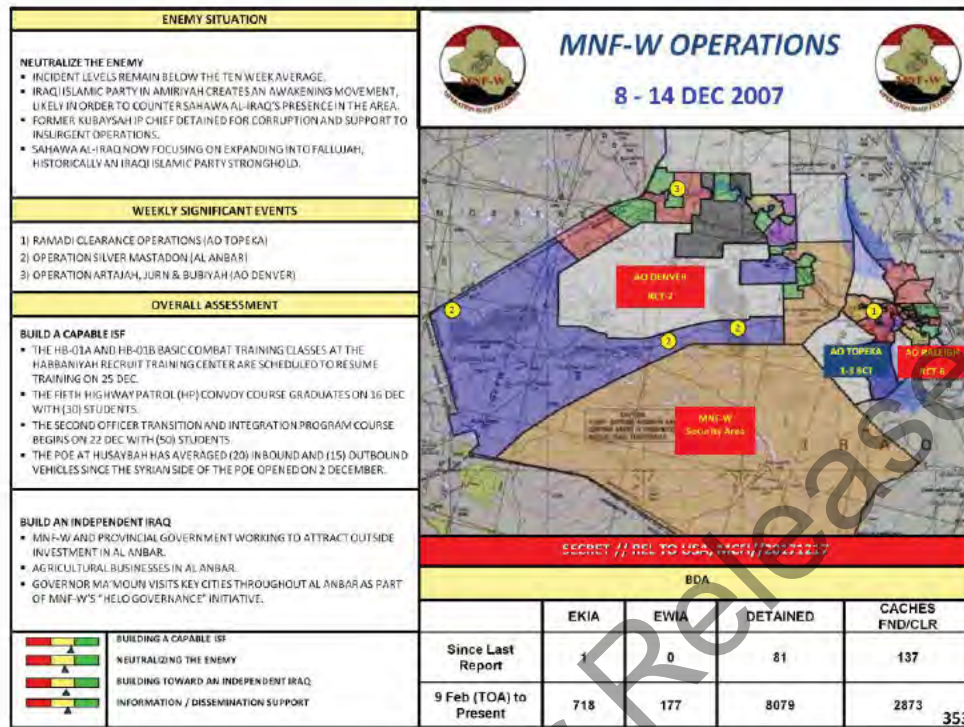 ENEMY SITUATION
NEUTRALIZE THE ENEMY
▪ INCIDENT LEVELS REMAIN BELOW THE TEN WEEK AVERAGE.
▪ IRAQI ISLAMIC PARTY IN AMIRIYAH CREATES AN AWAKENING MOVEMENT,
LIKELY IN ORDER TO COUNTER SAHAWA AL-IRAQ'S PRESENCE IN THE AREA.
▪ FORMER KUBAYSAH IP CHIEF DETAINED FOR CORRUPTION AND SUPPORT TO
INSURGENT OPERATIONS.
▪ SAHAWA AL-IRAQ NOW FOCUSING ON EXPANDING INTO FALLUJAH,
HISTORICALLY AN IRAQI ISLAMIC PARTY STRONGHOLD.
WEEKLY SIGNIFICANT EVENTS
1) RAMADI CLEARANCE OPERATIONS (AO TOPEKA)
2) OPERATION SILVER MASTADON (AL ANBAR)
3) OPERATION ARTAJAH, JURN & BUBIYAH (AO DENVER)
OVERALL ASSESSMENT
BUILD A CAPABLE ISF
▪ THE HB-01A AND HB-01B BASIC COMBAT TRAINING CLASSES AT THE
HABBANIYAH RECRUIT TRAINING CENTER ARE SCHEDULED TO RESUME
TRAINING ON 25 DEC.
▪ THE FIFTH HIGHWAY PATROL (HP) CONVOY COURSE GRADUATES ON 16 DEC
WITH (30) STUDENTS.
▪ THE SECOND OFFICER TRANSITION AND INTEGRATION PROGRAM COURSE
BEGINS ON 22 DEC WITH (50) STUDENTS.
▪ THE POE AT HUSAYBAH HAS AVERAGED (20) INBOUND AND (15) OUTBOUND
VEHICLES SINCE THE SYRIAN SIDE OF THE POE OPENED ON 2 DECEMBER.
BUILD AN INDEPENDENT IRAQ
▪ MNF-W AND PROVINCIAL GOVERNMENT WORKING TO ATTRACT OUTSIDE
INVESTMENT IN AL ANBAR.
▪ AGRICULTURAL BUSINESSES IN AL ANBAR.
▪ GOVERNOR MA'MOUN VISITS KEY CITIES THROUGHOUT AL ANBAR AS PART
OF MNF-W'S "HELO GOVERNANCE" INITIATIVE.
BUILDING A CAPABLE ISF
NEUTRALIZING THE ENEMY
BUILDING TOWARD AN INDEPENDENT IRAQ
INFORMATION / DISSEMINATION SUPPORT
MNF-W
MNF-W OPERATIONS
8 - 14 DEC 2007
MNF-W
3
2
2
2
1
AO DENVER
RCT-2
AO TOPEKA
1-3 BCT
AO RALEIGH
RCT-6
MNF-W
Security Area
I R A Q
SECRET // REL TO USA, MCFI//20171217
BDA
EKIA EWIA DETAINED CACHES
FND/CLR
Since Last
Report 1 0 81 137
9 Feb (TOA) to
Present 718 177 8079 2873
Release
353